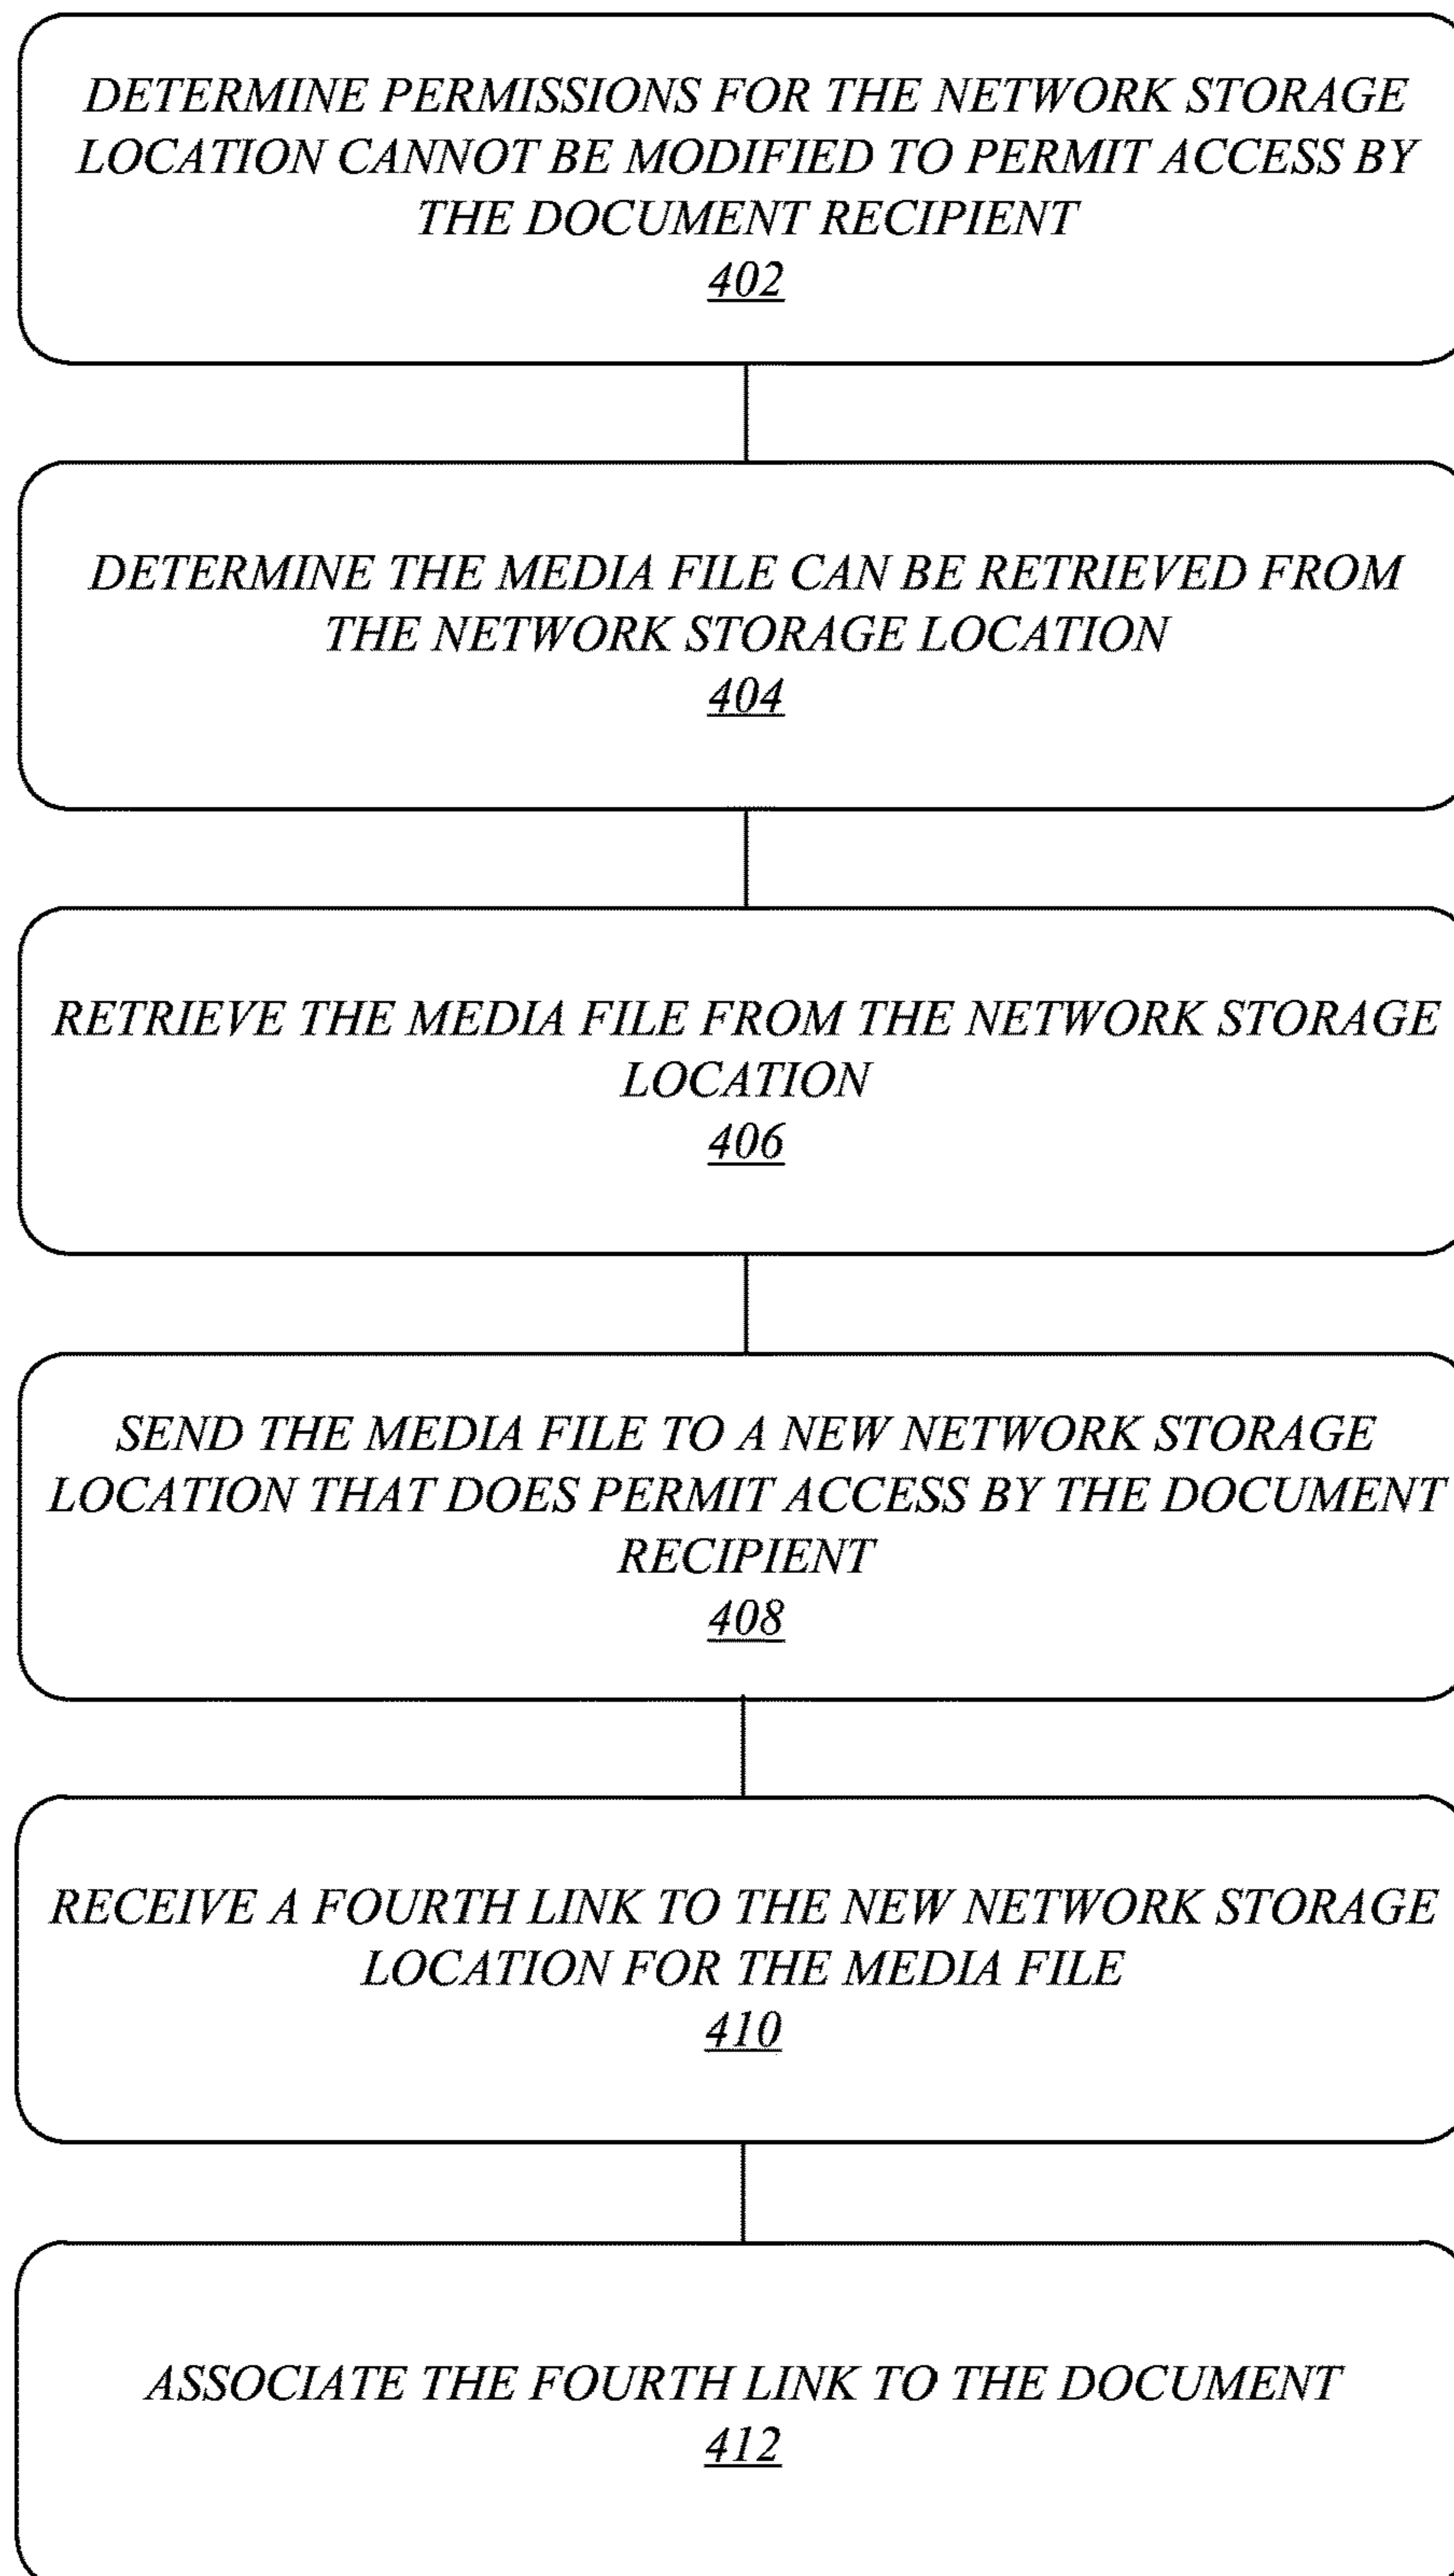 DETERMINE PERMISSIONS FOR THE NETWORK STORAGE
LOCATION CANNOT BE MODIFIED TO PERMIT ACCESS BY
THE DOCUMENT RECIPIENT
402
DETERMINE THE MEDIA FILE CAN BE RETRIEVED FROM
THE NETWORK STORAGE LOCATION
404
RETRIEVE THE MEDIA FILE FROM THE NETWORK STORAGE
LOCATION
406
SEND THE MEDIA FILE TO A NEW NETWORK STORAGE
LOCATION THAT DOES PERMIT ACCESS BY THE DOCUMENT
RECIPIENT
408
RECEIVE A FOURTH LINK TO THE NEW NETWORK STORAGE
LOCATION FOR THE MEDIA FILE
410
ASSOCIATE THE FOURTH LINK TO THE DOCUMENT
412